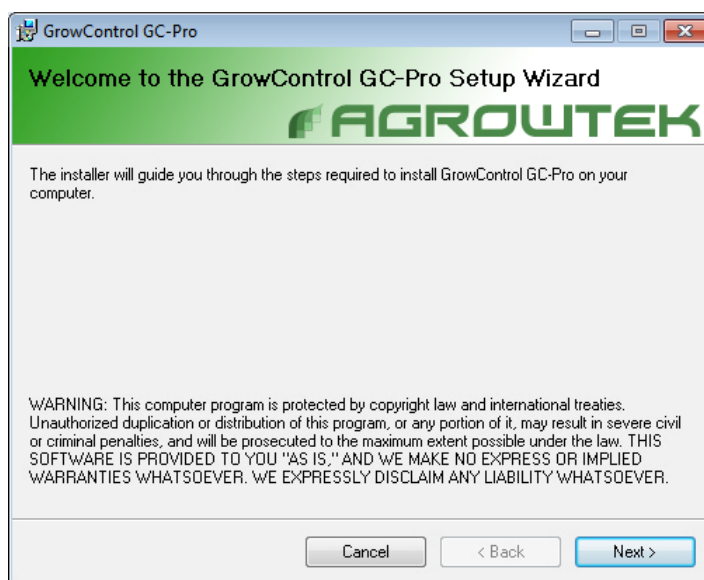 GrowControl GC-Pro
Welcome to the GrowControl GC-Pro Setup Wizard
AGROWTEK
The installer will guide you through the steps required to install GrowControl GC-Pro on your
computer.
WARNING: This computer program is protected by copyright law and international treaties.
Unauthorized duplication or distribution of this program, or any portion of it, may result in severe civil
or criminal penalties, and will be prosecuted to the maximum extent possible under the law. THIS
SOFTWARE IS PROVIDED TO YOU "AS IS," AND WE MAKE NO EXPRESS OR IMPLIED
WARRANTIES WHATSOEVER. WE EXPRESSLY DISCLAIM ANY LIABILITY WHATSOEVER.
Cancel < Back Next >